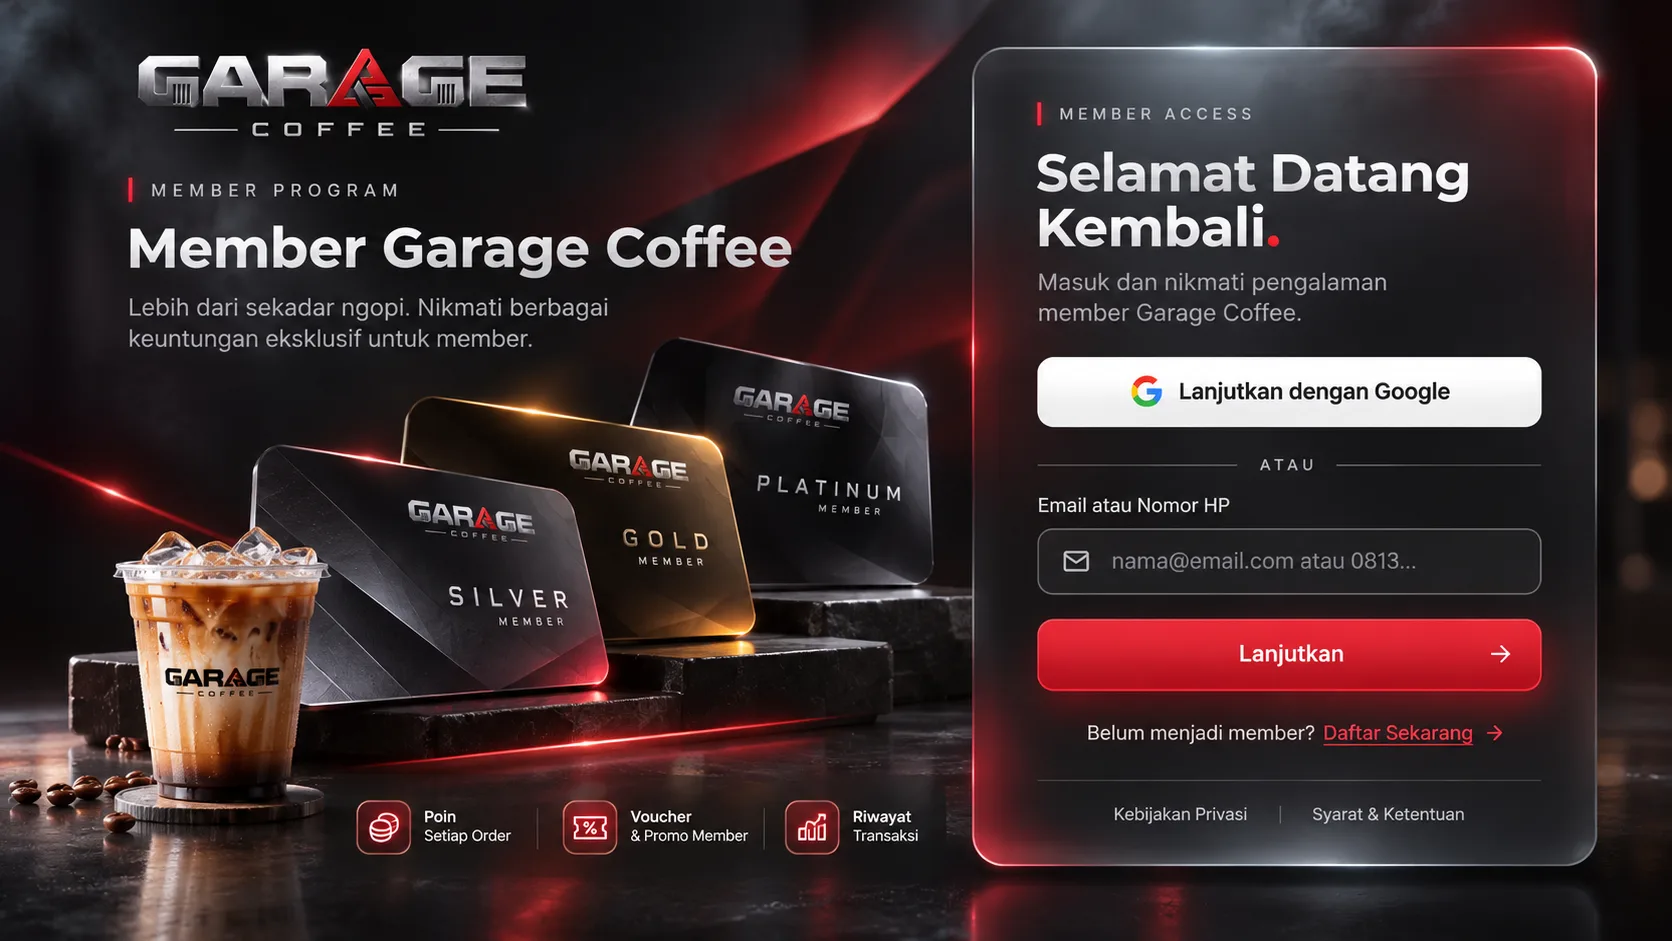 GARAGE
COFFEE
MEMBER PROGRAM
Member Garage Coffee
Lebih dari sekadar ngopi. Nikmati berbagai
keuntungan eksklusif untuk member.
GARAGE
COFFEE
SILVER
MEMBER
GARAGE
COFFEE
GOLD
MEMBER
GARAGE
COFFEE
PLATINUM
MEMBER
GARAGE
COFFEE
Poin
Setiap Order
%
Voucher
& Promo Member
Riwayat
Transaksi
MEMBER ACCESS
Selamat Datang
Kembali.
Masuk dan nikmati pengalaman
member Garage Coffee.
G Lanjutkan dengan Google
ATAU
Email atau Nomor HP
nama@email.com atau 0813...
Lanjutkan →
Belum menjadi member? Daftar Sekarang →
Kebijakan Privasi | Syarat & Ketentuan